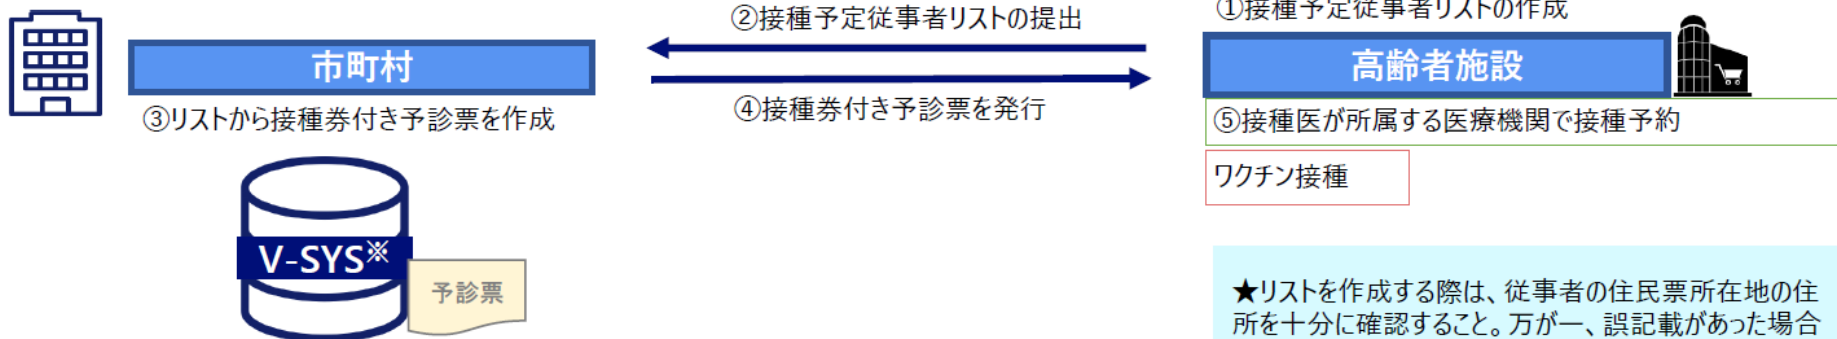 ②接種予定従事者リストの提出
①接種予定従事者リストの作成
市町村
高齢者施設
③リストから接種券付き予診票を作成
④接種券付き予診票を発行
⑤接種医が所属する医療機関で接種予約
ワクチン接種
V-SYS※
予診票
★リストを作成する際は、従事者の住民票所在地の住
所を十分に確認すること。万が一、誤記載があった場合